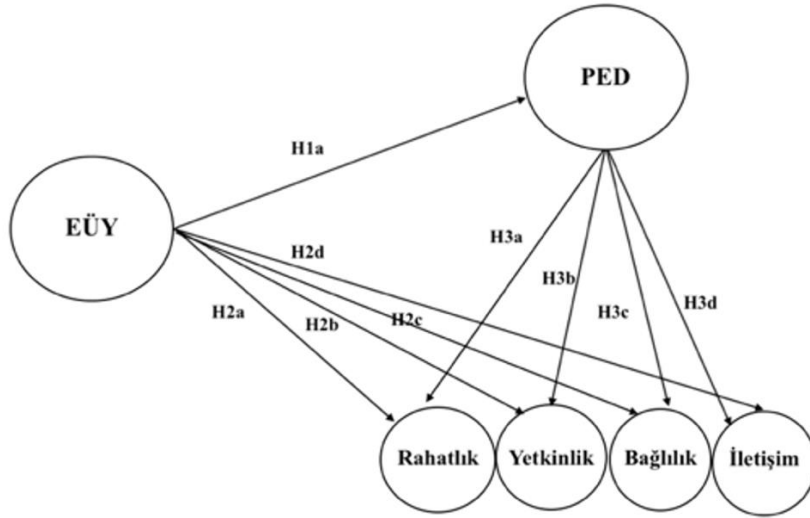 PED
H1a
EÜY
H3a
H2d
H3b
H2a
H2b
H2c
H3c
H3d
Rahatlık
Yetkinlik
Bağlılık
İletişim